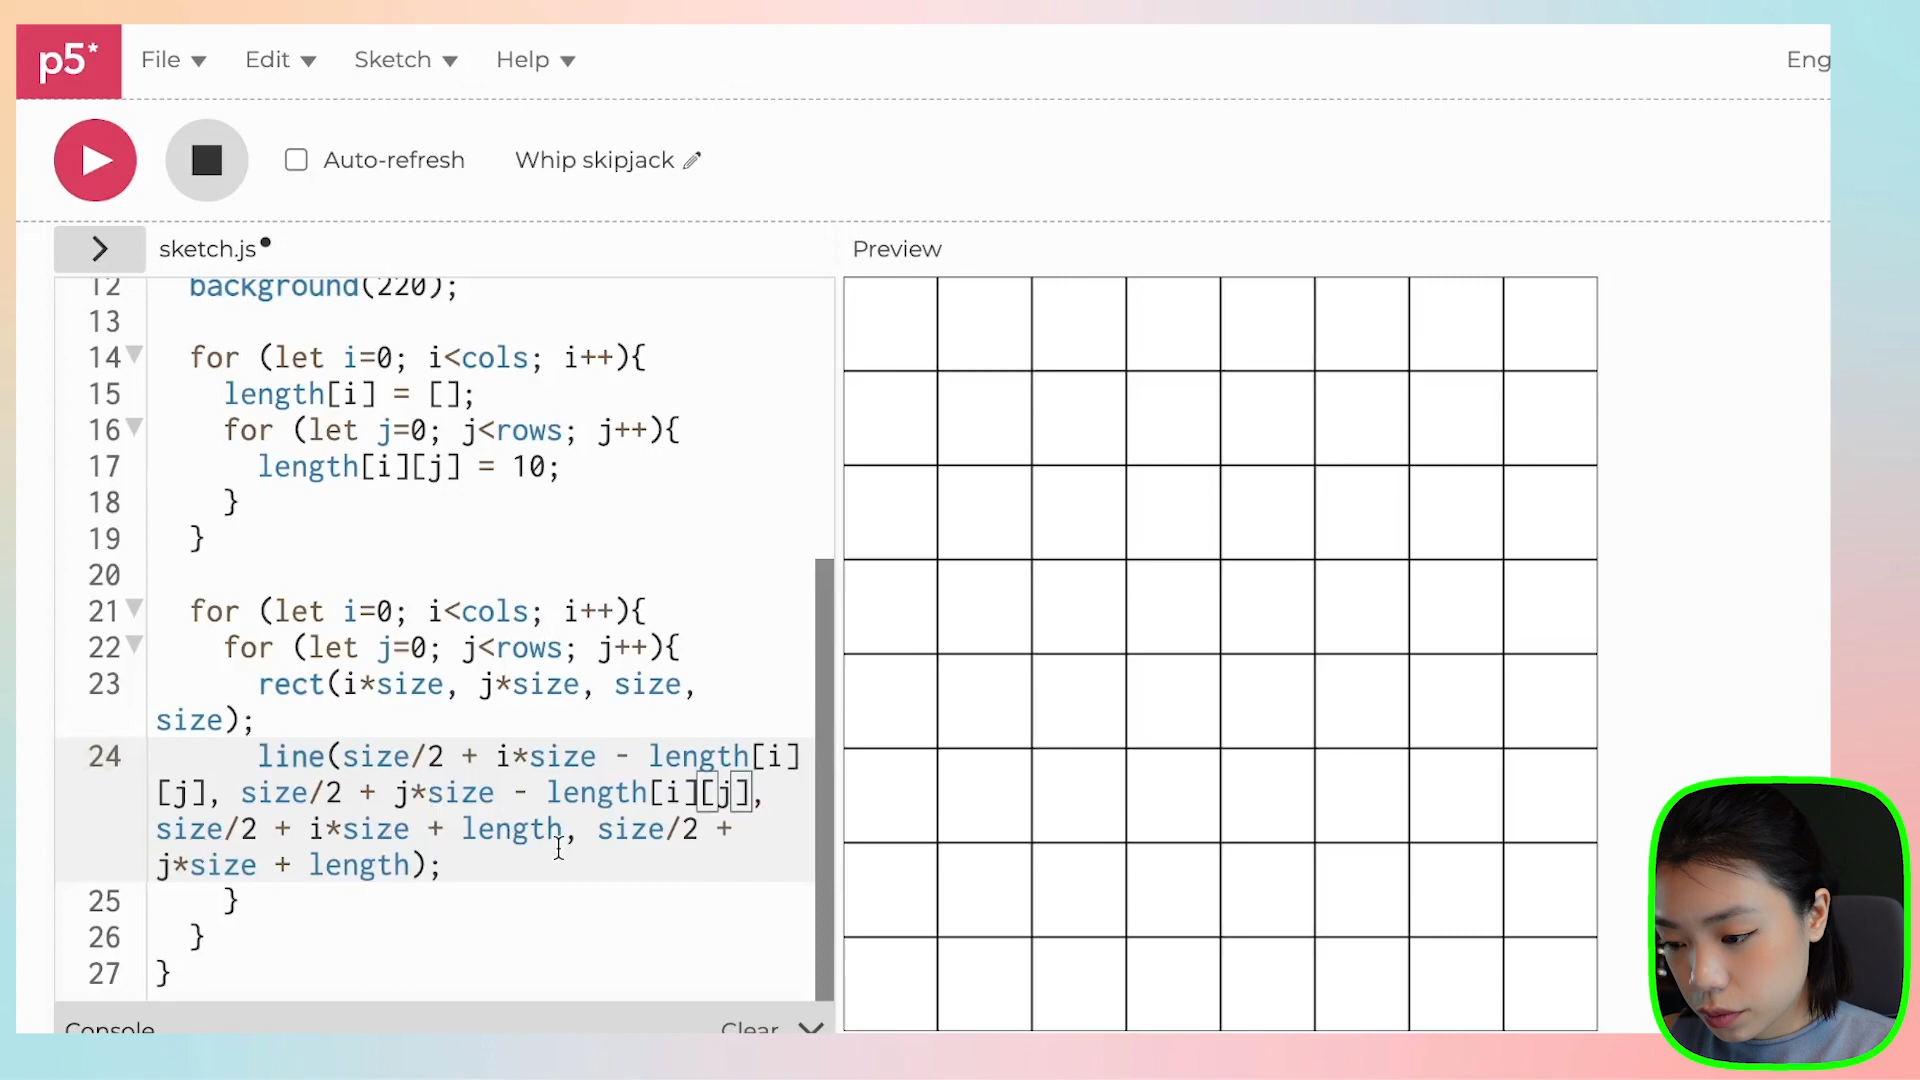 p5* File Edit Sketch Help Eng
Auto-refresh Whip skipjack
sketch.js Preview
12 background(220);
13
14 for (let i=0; i<cols; i++){
15 length[i] = [];
16 for (let j=0; j<rows; j++){
17 length[i][j] = 10;
18 }
19 }
20
21 for (let i=0; i<cols; i++){
22 for (let j=0; j<rows; j++){
23 rect(i*size, j*size, size,
size);
24 line(size/2 + i*size - length[i]
[j], size/2 + j*size - length[i][j],
size/2 + i*size + length, size/2 +
j*size + length);
25 }
26 }
27 }
Console Clear